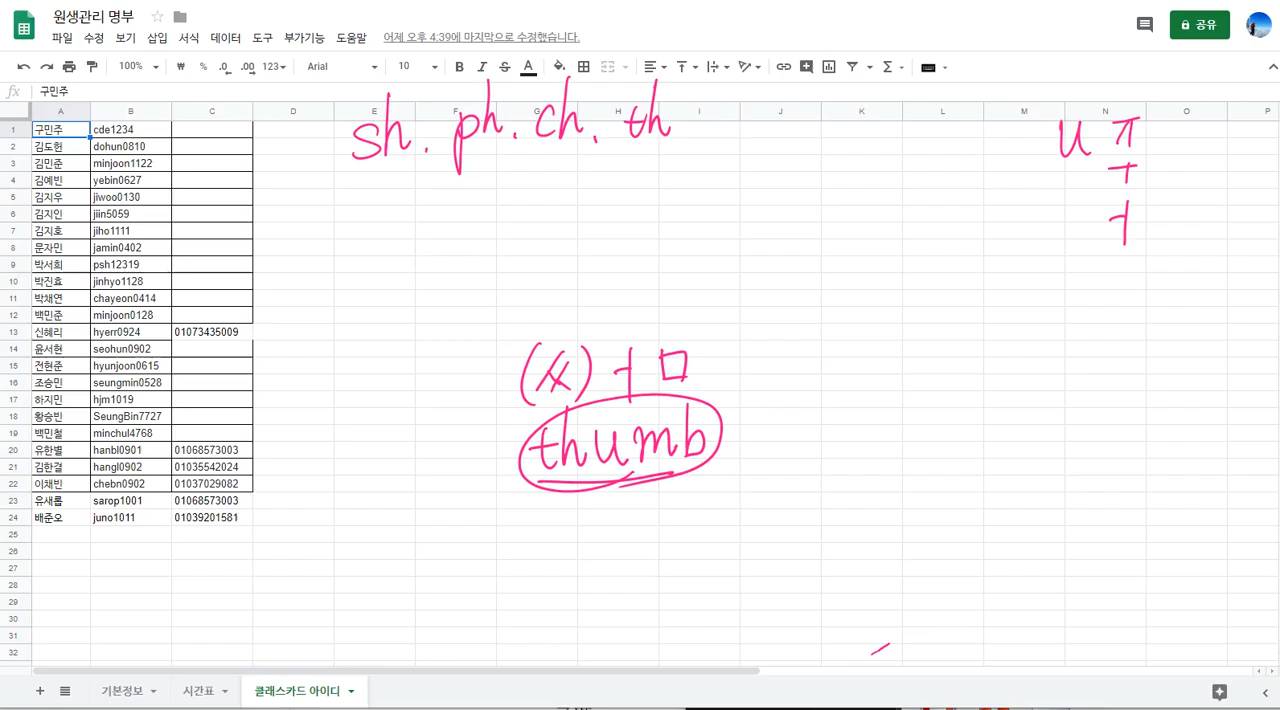 원생관리 명부
파일 수정 보기 삽입 서식 데이터 도구 부가기능 도움말 어제 오후 4:39에 마지막으로 수정했습니다.
공유
100% ₩ % .0 .00 123 Arial 10 B I S A Σ
fx 구민주
A B C D E F G H I J K L M N O P
1 구민주 cde1234
2 김도헌 dohun0810
3 김민준 minjoon1122
4 김예빈 yebin0627
5 김지우 jiwoo0130
6 김지인 jiin5059
7 김지호 jiho1111
8 문자민 jamin0402
9 박서희 psh12319
10 박진효 jinhyo1128
11 박채연 chayeon0414
12 백민준 minjoon0128
13 신혜리 hyerr0924 01073435009
14 윤서현 seohun0902
15 전현준 hyunjoon0615
16 조승민 seungmin0528
17 하지민 hjm1019
18 황승빈 SeungBin7727
19 백민철 minchul4768
20 유한별 hanbl0901 01068573003
21 김한결 hangl0902 01035542024
22 이채빈 chebn0902 01037029082
23 유새롭 sarop1001 01068573003
24 배준오 juno1011 01039201581
25
26
27
28
29
30
31
32
sh. ph. ch. th
u ㅠ
ㅜ
ㅓ
(ㅆ) ㅓ ㅁ
thumb
기본정보 시간표 클래스카드 아이디